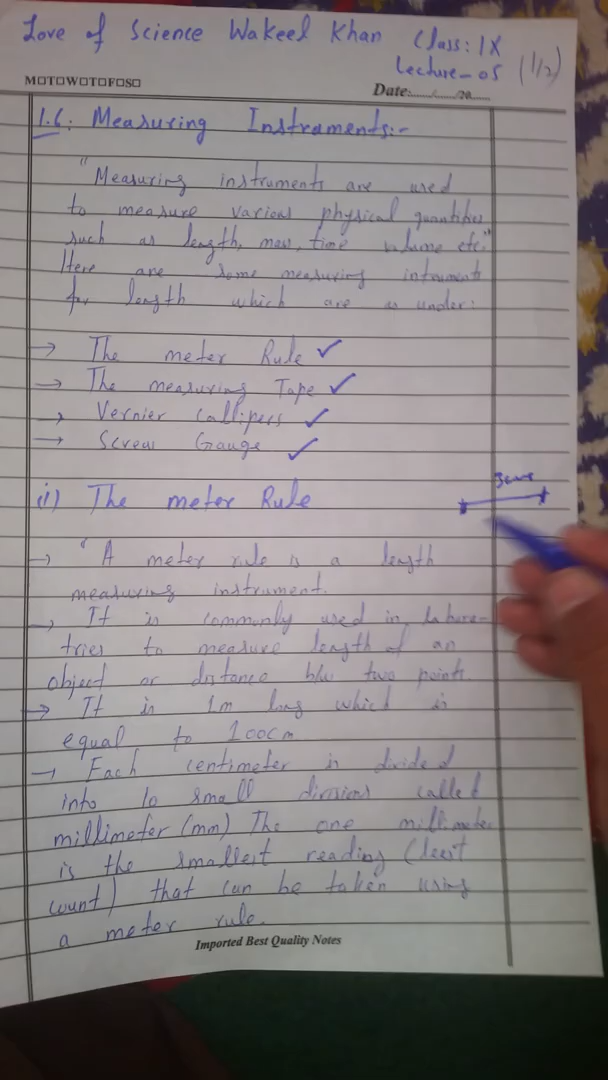 Love of Science Wakeel Khan Class: IX
Lecture-05 (1/2)
MOTOWOTOFOSO
Date:....../....../20......
1.6: Measuring Instraments:-
"Measuring instruments are used
to measure various physical quantities
such as length, mass, time volume etc."
Here are some measuring intruments
for length which are as under:
→ The meter Rule ✓
→ The measuring Tape ✓
→ Vernier Callipers ✓
→ Screw Gauge ✓
(i) The meter Rule
→ "A meter rule is a length
measuring instrument.
→ It is commonly used in labora-
tries to measure length of an
object or distance b/w two points.
→ It is 1m long which is
equal to 100cm
→ Each centimeter is divided
into 10 small divisions called
millimeter (mm) The one millimeter
is the smallest reading (least
count) that can be taken using
a meter rule.
Imported Best Quality Notes